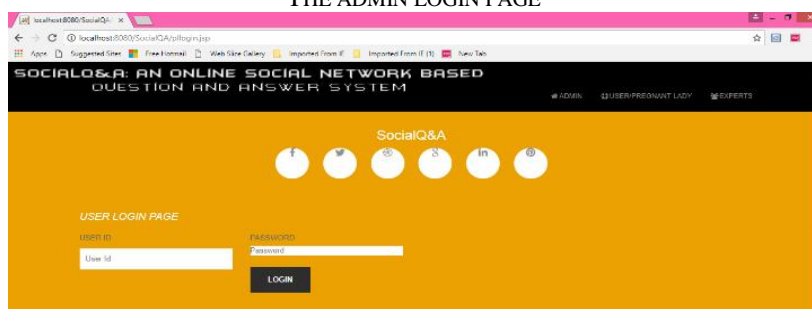 THE ADMIN LOGIN PAGE
localhost:8080/SocialQA/
localhost:8080/SocialQA/pllogin.jsp
Apps Suggested Sites Free Hotmail Web Slice Gallery Imported From IE Imported From IE (1) New Tab
SOCIALQ&A: AN ONLINE SOCIAL NETWORK BASED
QUESTION AND ANSWER SYSTEM
ADMIN USER/PREGNANT LADY EXPERTS
SocialQ&A
USER LOGIN PAGE
USER ID PASSWORD
User Id Password
LOGIN